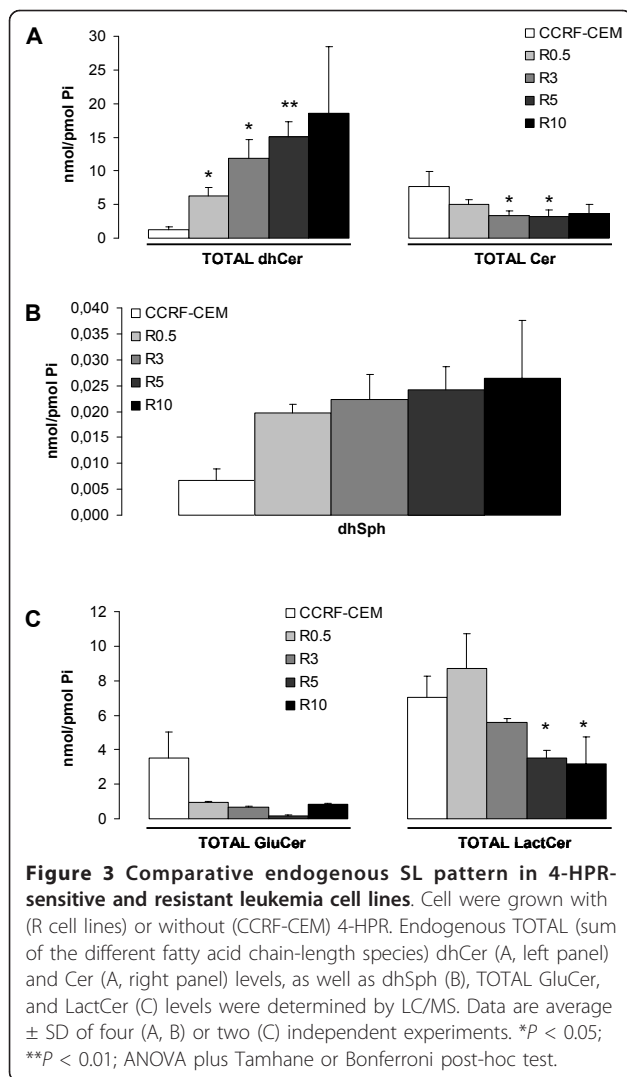 A
nmol/pmol Pi
30
25
20
15
10
5
0
CCRF-CEM
R0.5
R3
R5
R10
*
*
**
*
*
TOTAL dhCer
TOTAL Cer
B
nmol/pmol Pi
0,040
0,035
0,030
0,025
0,020
0,015
0,010
0,005
0,000
CCRF-CEM
R0.5
R3
R5
R10
dhSph
C
nmol/pmol Pi
12
10
8
6
4
2
0
CCRF-CEM
R0.5
R3
R5
R10
*
*
TOTAL GluCer
TOTAL LactCer
Figure 3 Comparative endogenous SL pattern in 4-HPR-
sensitive and resistant leukemia cell lines. Cell were grown with
(R cell lines) or without (CCRF-CEM) 4-HPR. Endogenous TOTAL (sum
of the different fatty acid chain-length species) dhCer (A, left panel)
and Cer (A, right panel) levels, as well as dhSph (B), TOTAL GluCer,
and LactCer (C) levels were determined by LC/MS. Data are average
± SD of four (A, B) or two (C) independent experiments. *P < 0.05;
**P < 0.01; ANOVA plus Tamhane or Bonferroni post-hoc test.